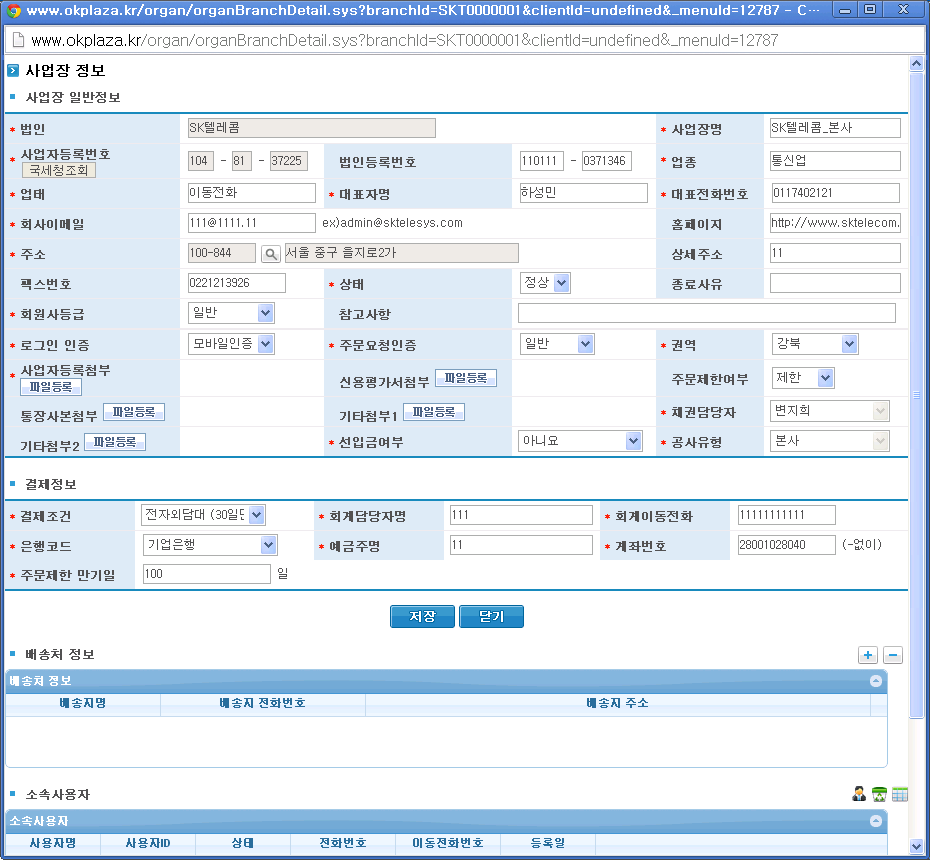 www.okplaza.kr/organ/organBranchDetail.sys?branchId=SKT0000001&clientId=undefined&_menuId=12787 - C...
www.okplaza.kr/organ/organBranchDetail.sys?branchId=SKT0000001&clientId=undefined&_menuId=12787
사업장 정보
사업장 일반정보
* 법인 SK텔레콤 * 사업장명 SK텔레콤_본사
* 사업자등록번호 국세청조회 104 - 81 - 37225 법인등록번호 110111 - 0371346 * 업종 통신업
* 업태 이동전화 * 대표자명 하성민 * 대표전화번호 0117402121
* 회사이메일 111@1111.11 ex)admin@sktelesys.com 홈페이지 http://www.sktelecom.
* 주소 100-844 서울 중구 을지로2가 상세주소 11
팩스번호 0221213926 * 상태 정상 종료사유
* 회원사등급 일반 참고사항
* 로그인 인증 모바일인증 * 주문요청인증 일반 * 권역 강북
* 사업자등록첨부 파일등록 신용평가서첨부 파일등록 주문제한여부 제한
통장사본첨부 파일등록 기타첨부1 파일등록 * 채권담당자 변지희
기타첨부2 파일등록 * 선입금여부 아니요 * 공사유형 본사
결제정보
* 결제조건 전자외담대 (30일 * 회계담당자명 111 * 회계이동전화 11111111111
* 은행코드 기업은행 * 예금주명 11 * 계좌번호 28001028040 (-없이)
* 주문제한 만기일 100 일
저장 닫기
배송처 정보
배송처 정보
배송지명 배송지 전화번호 배송지 주소
소속사용자
소속사용자
사용자명 사용자ID 상태 전화번호 이동전화번호 등록일